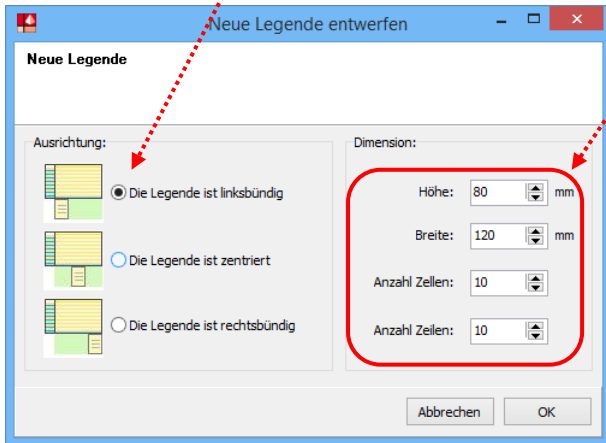 Neue Legende entwerfen
Neue Legende
Ausrichtung:
Die Legende ist linksbündig
Die Legende ist zentriert
Die Legende ist rechtsbündig
Dimension:
Höhe: 80 mm
Breite: 120 mm
Anzahl Zellen: 10
Anzahl Zeilen: 10
Abbrechen OK